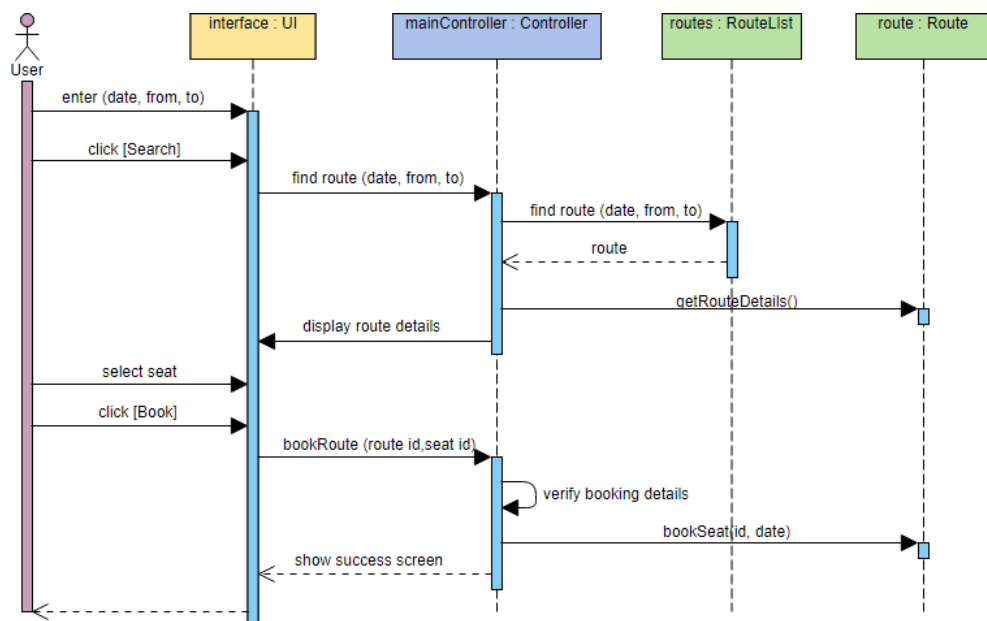 interface : UI
mainController : Controller
routes : RouteLIst
route : Route
User
enter (date, from, to)
click [Search]
find route (date, from, to)
find route (date, from, to)
route
getRouteDetails()
display route details
select seat
click [Book]
bookRoute (route id,seat id)
verify booking details
bookSeat(id, date)
show success screen